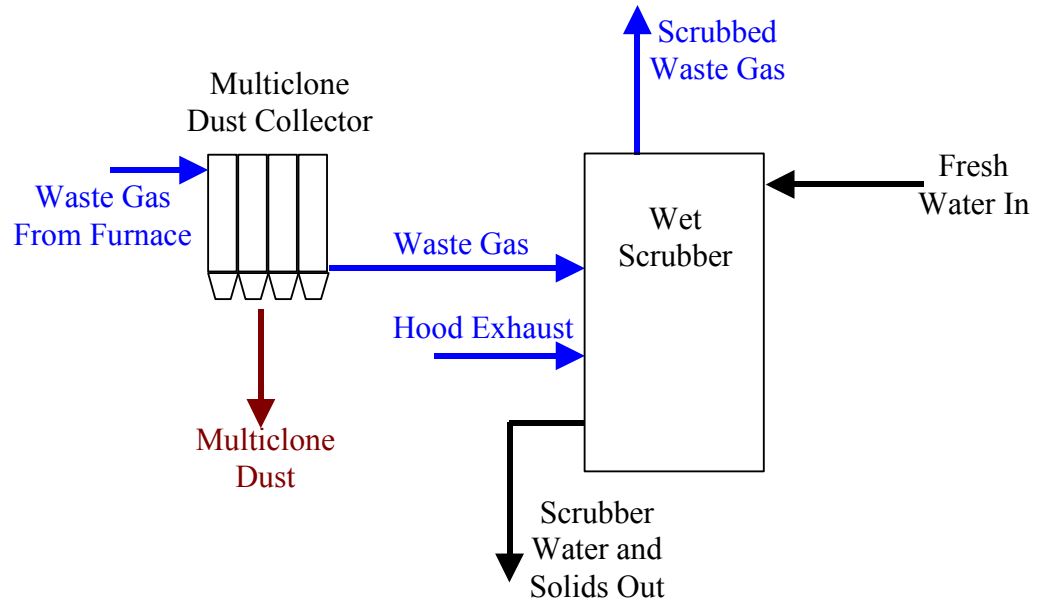 Multiclone
Dust Collector
Waste Gas
From Furnace
Multiclone
Dust
Waste Gas
Hood Exhaust
Scrubbed
Waste Gas
Wet
Scrubber
Fresh
Water In
Scrubber
Water and
Solids Out